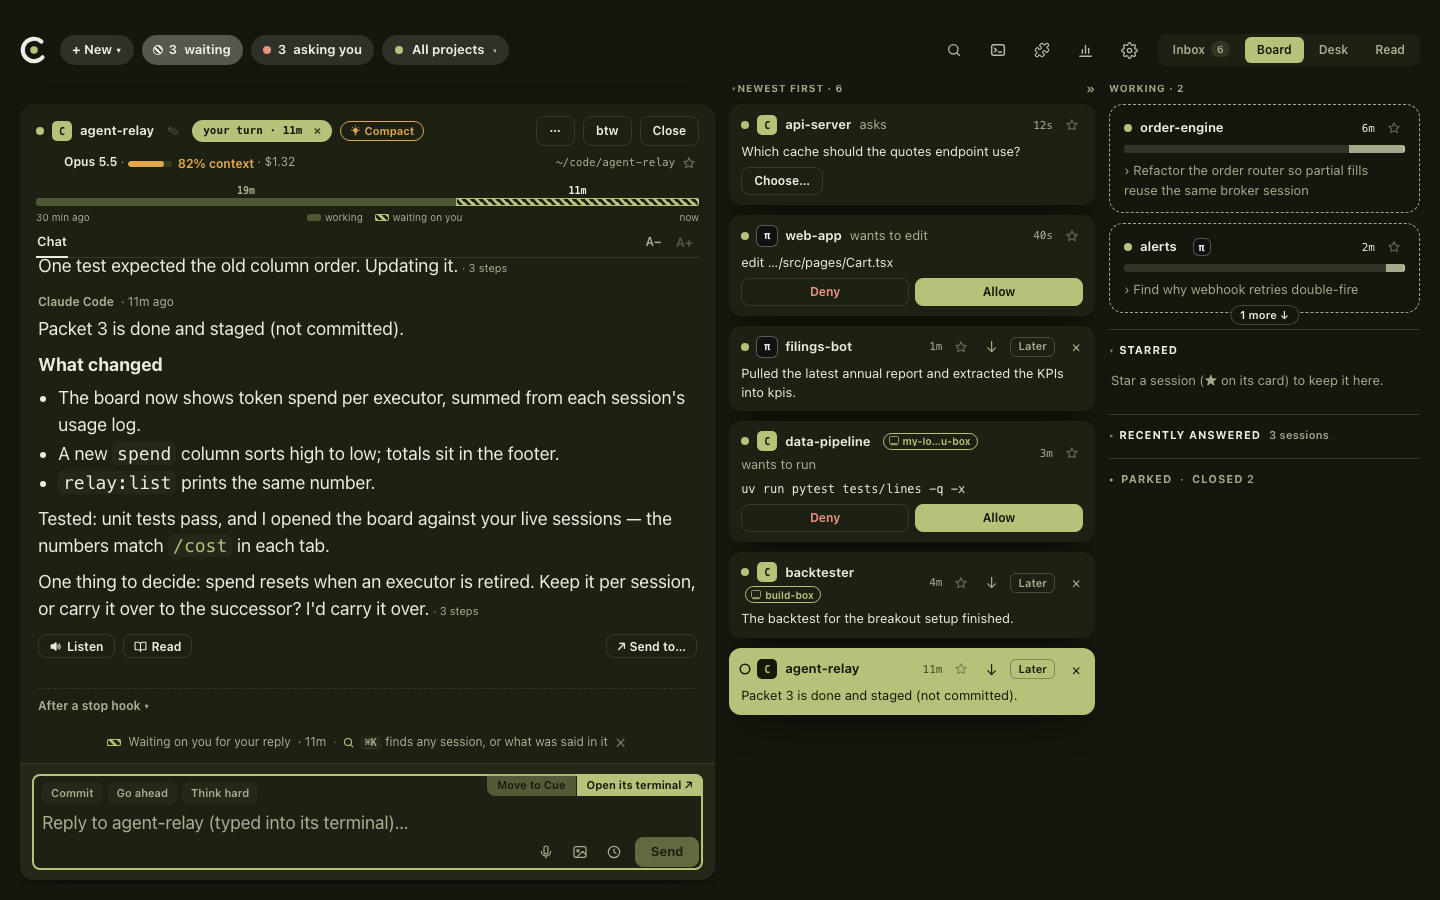 + New ▾
3 waiting
3 asking you
All projects ▾
Inbox 6
Board
Desk
Read
C agent-relay
your turn · 11m ×
Compact
···
btw
Close
Opus 5.5 · 82% context · $1.32
~/code/agent-relay
19m 11m
30 min ago working waiting on you now
Chat
A− A+
One test expected the old column order. Updating it. · 3 steps
Claude Code · 11m ago
Packet 3 is done and staged (not committed).
What changed
• The board now shows token spend per executor, summed from each session's
usage log.
• A new spend column sorts high to low; totals sit in the footer.
• relay:list prints the same number.
Tested: unit tests pass, and I opened the board against your live sessions — the
numbers match /cost in each tab.
One thing to decide: spend resets when an executor is retired. Keep it per session,
or carry it over to the successor? I'd carry it over. · 3 steps
Listen
Read
↗ Send to...
After a stop hook ▾
Waiting on you for your reply · 11m · ⌘K finds any session, or what was said in it ×
Commit
Go ahead
Think hard
Move to Cue
Open its terminal ↗
Reply to agent-relay (typed into its terminal)...
Send
NEWEST FIRST · 6 »
C api-server asks 12s
Which cache should the quotes endpoint use?
Choose...
π web-app wants to edit 40s
edit …/src/pages/Cart.tsx
Deny
Allow
π filings-bot 1m ↓ Later ×
Pulled the latest annual report and extracted the KPIs
into kpis.
C data-pipeline my-lo...u-box
wants to run 3m
uv run pytest tests/lines -q -x
Deny
Allow
C backtester
build-box 4m ↓ Later ×
The backtest for the breakout setup finished.
C agent-relay 11m ↓ Later ×
Packet 3 is done and staged (not committed).
WORKING · 2
order-engine 6m
› Refactor the order router so partial fills
reuse the same broker session
alerts π 2m
› Find why webhook retries double-fire
1 more ↓
▾ STARRED
Star a session (★ on its card) to keep it here.
▸ RECENTLY ANSWERED 3 sessions
▸ PARKED · CLOSED 2